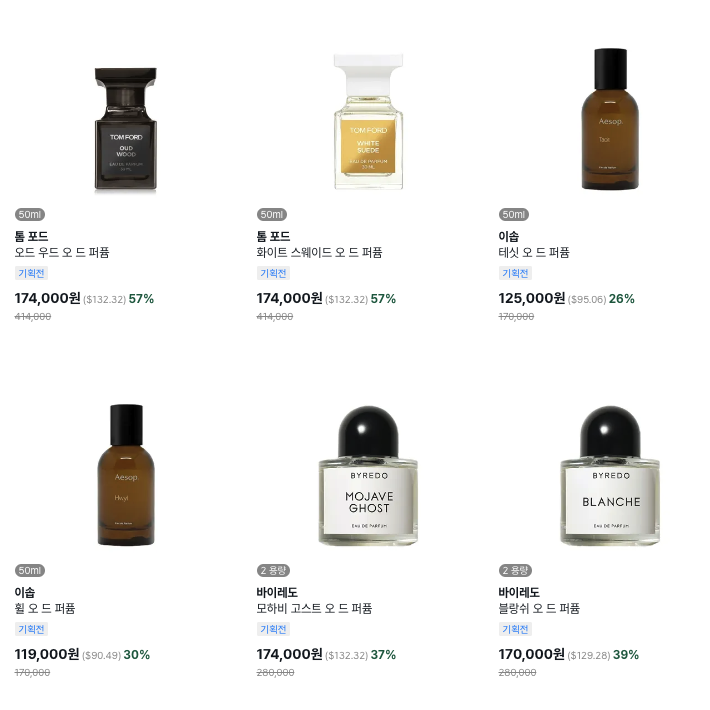 TOM FORD
OUD
WOOD
EAU DE PARFUM
50 ML
50ml
톰 포드
오드 우드 오 드 퍼퓸
기획전
174,000원 ($132.32) 57%
414,000
TOM FORD
WHITE
SUEDE
EAU DE PARFUM
50 ML
50ml
톰 포드
화이트 스웨이드 오 드 퍼퓸
기획전
174,000원 ($132.32) 57%
414,000
Aesop.
50ml
이솝
테싯 오 드 퍼퓸
기획전
125,000원 ($95.06) 26%
170,000
Aesop.
Hwyl
50ml
이솝
휠 오 드 퍼퓸
기획전
119,000원 ($90.49) 30%
170,000
BYREDO
MOJAVE
GHOST
EAU DE PARFUM
2 용량
바이레도
모하비 고스트 오 드 퍼퓸
기획전
174,000원 ($132.32) 37%
280,000
BYREDO
BLANCHE
EAU DE PARFUM
2 용량
바이레도
블랑쉬 오 드 퍼퓸
기획전
170,000원 ($129.28) 39%
280,000